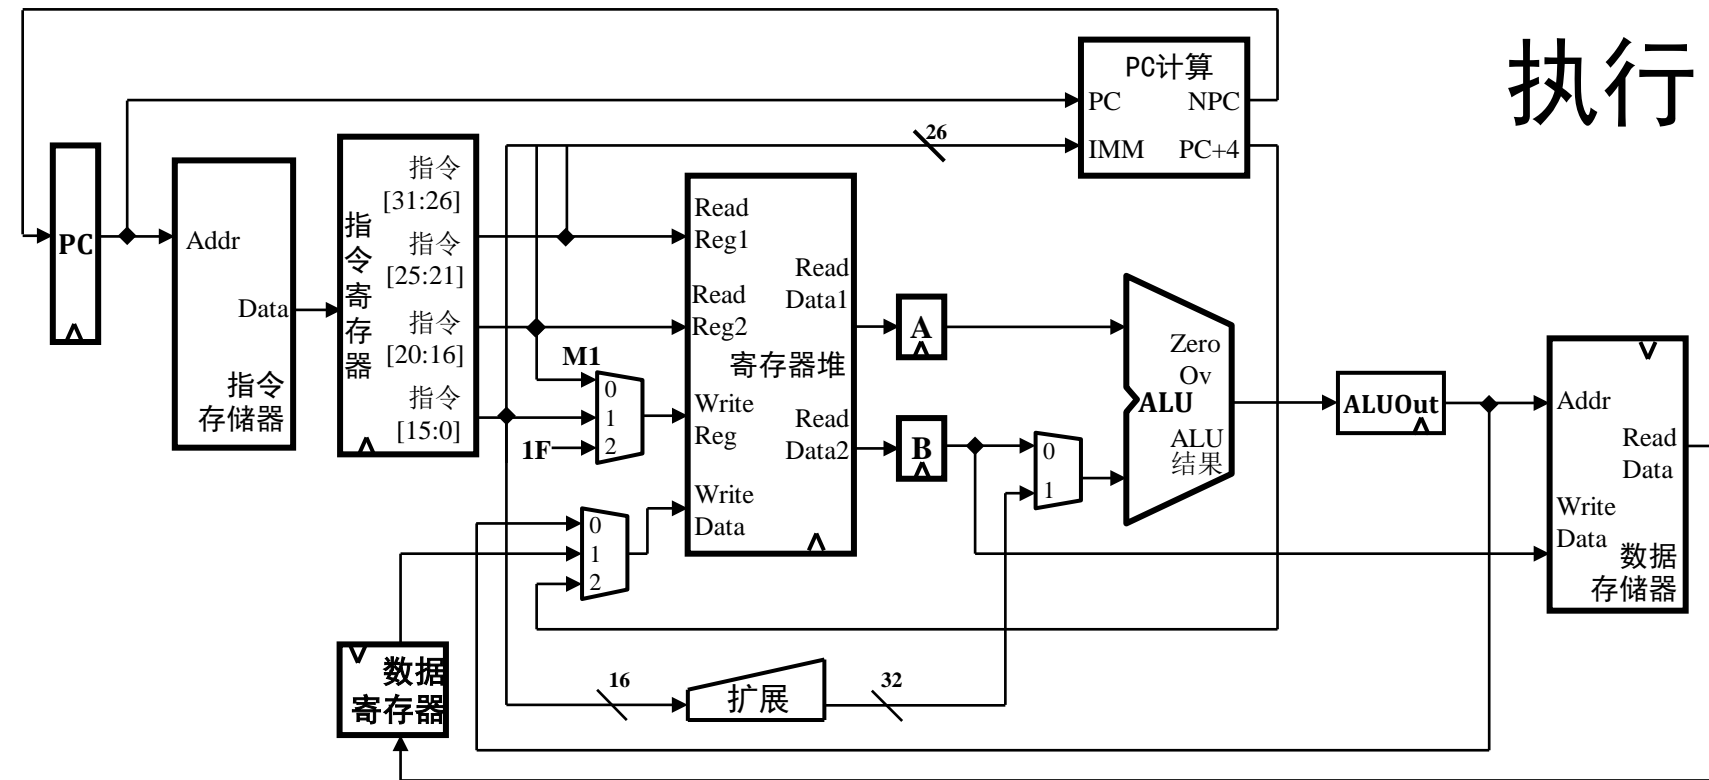 执行
PC计算
PC
NPC
IMM
PC+4
26
PC
Addr
Data
指令
存储器
指令寄存器
指令
[31:26]
指令
[25:21]
指令
[20:16]
指令
[15:0]
M1
0
1
2
1F
Read
Reg1
Read
Reg2
Write
Reg
Write
Data
Read
Data1
寄存器堆
Read
Data2
0
1
2
A
B
0
1
Zero
Ov
ALU
ALU
结果
ALUOut
Addr
Read
Data
Write
Data
数据
存储器
数据
寄存器
16
扩展
32